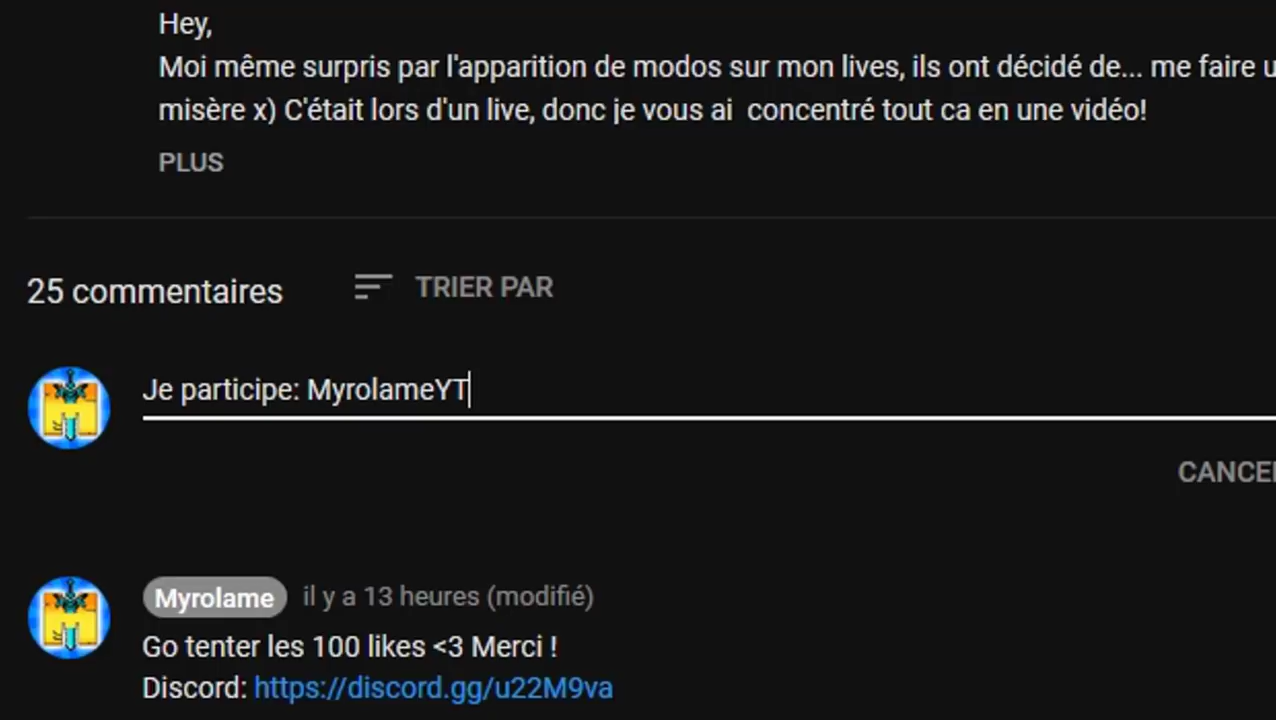 Hey,
Moi même surpris par l'apparition de modos sur mon lives, ils ont décidé de... me faire
misère x) C'était lors d'un live, donc je vous ai  concentré tout ca en une vidéo!
PLUS
25 commentaires
TRIER PAR
Je participe: MyrolameYT
CANCEL
Myrolame il y a 13 heures (modifié)
Go tenter les 100 likes <3 Merci !
Discord: https://discord.gg/u22M9va